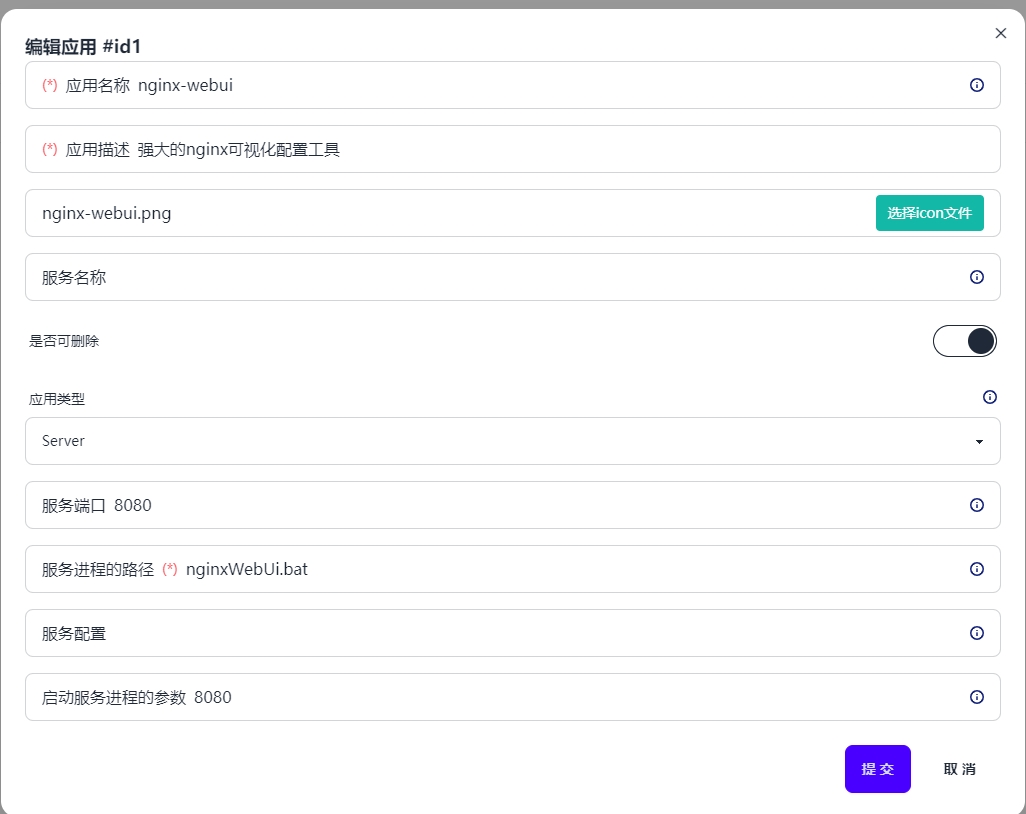 编辑应用 #id1
(*) 应用名称 nginx-webui
(*) 应用描述 强大的nginx可视化配置工具
nginx-webui.png 选择icon文件
服务名称
是否可删除
应用类型
Server
服务端口 8080
服务进程的路径 (*) nginxWebUi.bat
服务配置
启动服务进程的参数 8080
提交 取消